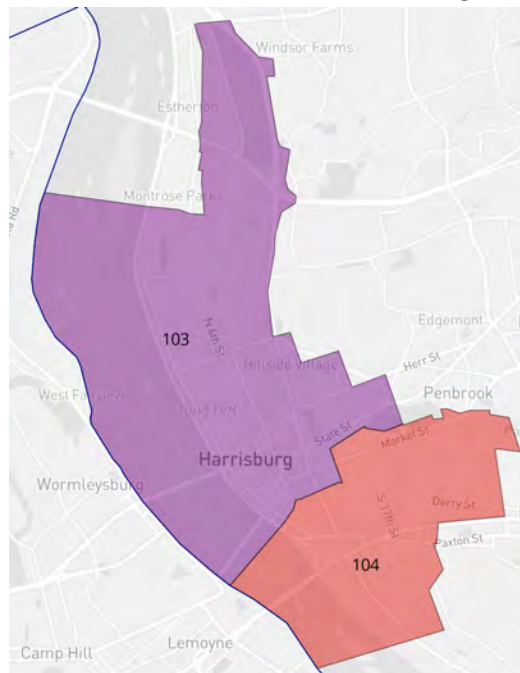 Windsor Farms
Estherton
Montrose Park
Rd
N 6th St.
103
Edgemont
Hillside Village
Herr St
West Fairview
Penbrook
State St
Market St
Harrisburg
Wormleysburg
S 17th St
Derry St
Paxton St
104
Lemoyne
Camp Hill